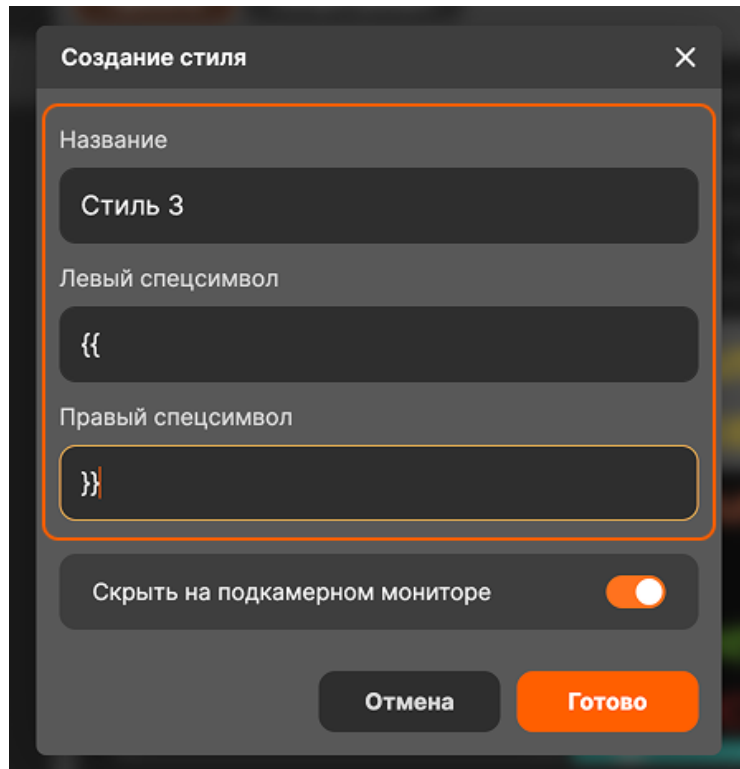 Создание стиля
Название
Стиль 3
Левый спецсимвол
{{
Правый спецсимвол
}}
Скрыть на подкамерном мониторе
Отмена Готово